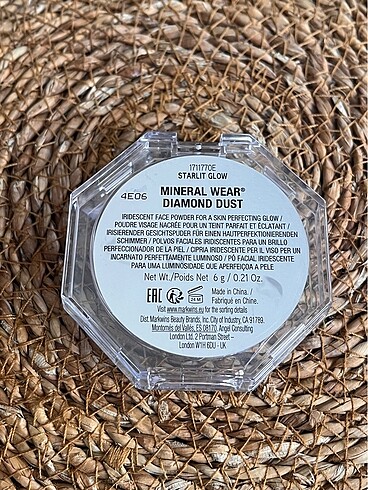 1711770E
STARLIT GLOW
4E06
MINERAL WEAR®
DIAMOND DUST
IRIDESCENT FACE POWDER FOR A SKIN PERFECTING GLOW /
POUDRE VISAGE NACRÉE POUR UN TEINT PARFAIT ET ÉCLATANT /
IRISIERENDER GESICHTSPUDER FÜR EINEN HAUTPERFEKTIONIERENDEN
SCHIMMER / POLVOS FACIALES IRIDISCENTES PARA UN BRILLO
PERFECCIONADOR DE LA PIEL / CIPRIA IRIDESCENTE PER IL VISO PER UN
INCARNATO PERFETTAMENTE LUMINOSO / PÓ FACIAL IRIDESCENTE
PARA UMA LUMINOSIDADE QUE APERFEIÇOA A PELE
Net Wt./Poids Net 6 g / 0.21 Oz.
EAC
24 M
Made in China. /
Fabriqué en Chine.
Visit www.markwins.eu for the sorting details
Dist. Markwins Beauty Brands, Inc. City of Industry, CA 91789.
Montornés del Vallés, ES 08170. Angel Consulting
London Ltd. 2 Portman Street –
London W1H 6DU - UK